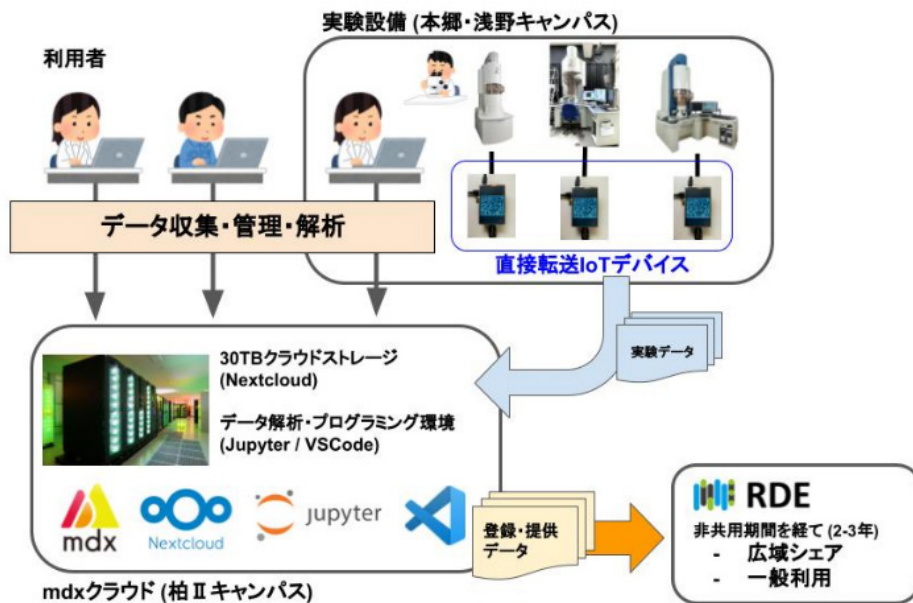 実験設備 (本郷・浅野キャンパス)
利用者
データ収集・管理・解析
直接転送IoTデバイス
実験データ
30TBクラウドストレージ
(Nextcloud)
データ解析・プログラミング環境
(Jupyter / VSCode)
mdx
Nextcloud
jupyter
登録・提供
データ
mdxクラウド (柏Ⅱキャンパス)
RDE
非共用期間を経て (2-3年)
- 広域シェア
- 一般利用